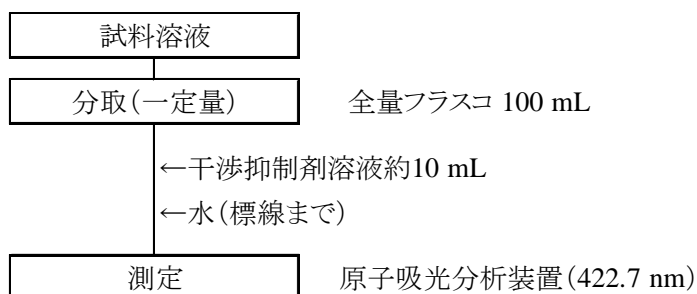 試料溶液
分取(一定量) 全量フラスコ 100 mL
←干渉抑制剤溶液約10 mL
←水(標線まで)
測定 原子吸光分析装置(422.7 nm)